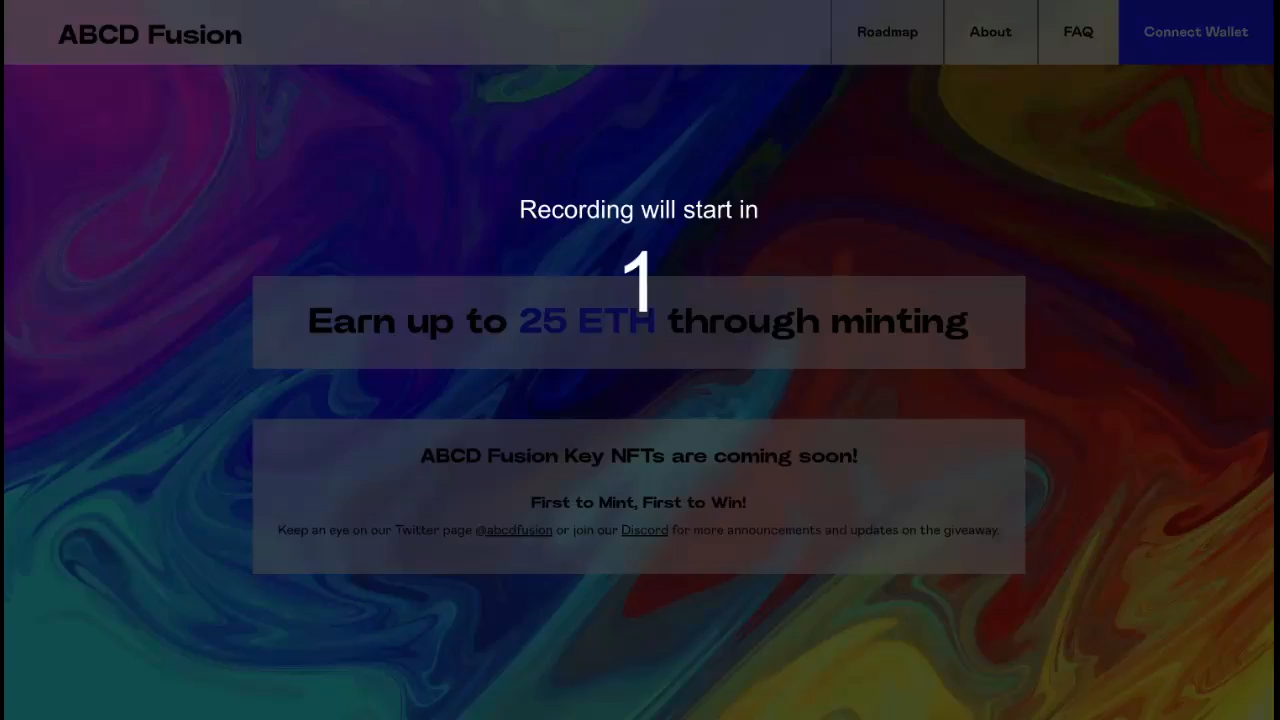 ABCD Fusion
Roadmap
About
FAQ
Connect Wallet
Recording will start in
1
Earn up to 25 ETH through minting
ABCD Fusion Key NFTs are coming soon!
First to Mint, First to Win!
Keep an eye on our Twitter page @abcdfusion or join our Discord for more announcements and updates on the giveaway.